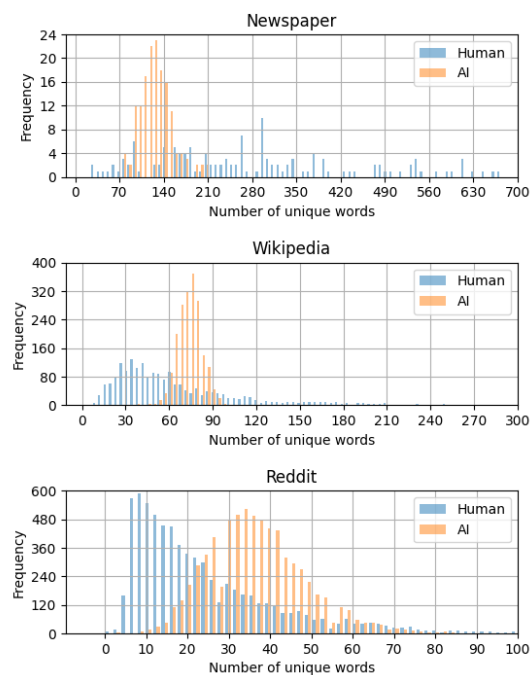 Newspaper
24
20
16
12
8
4
0
Frequency
Human
AI
0 70 140 210 280 350 420 490 560 630 700
Number of unique words
Wikipedia
400
320
240
160
80
0
Frequency
Human
AI
0 30 60 90 120 150 180 210 240 270 300
Number of unique words
Reddit
600
480
360
240
120
0
Frequency
Human
AI
0 10 20 30 40 50 60 70 80 90 100
Number of unique words